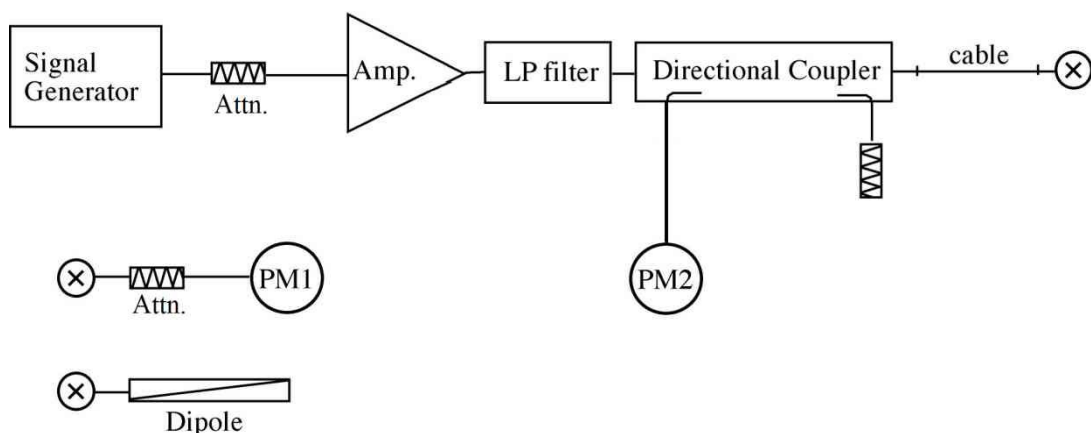 Signal
Generator
Attn.
Amp.
LP filter
Directional Coupler
cable
PM1
Attn.
PM2
Dipole